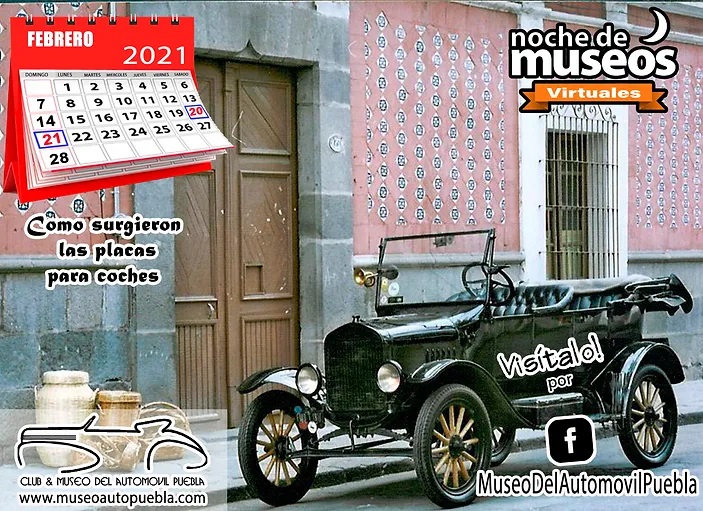 FEBRERO
2021
DOMINGO LUNES MARTES MIERCOLES JUEVES VIERNES SABADO
1 2 3 4 5 6
7 8 9 10 11 12 13
14 15 16 17 18 19 20
21 22 23 24 25 26 27
28
Como surgieron
las placas
para coches
noche de
museos
Virtuales
Visítalo!
por
f
MuseoDelAutomovilPuebla
CLUB & MUSEO DEL AUTOMOVIL PUEBLA
www.museoautopuebla.com